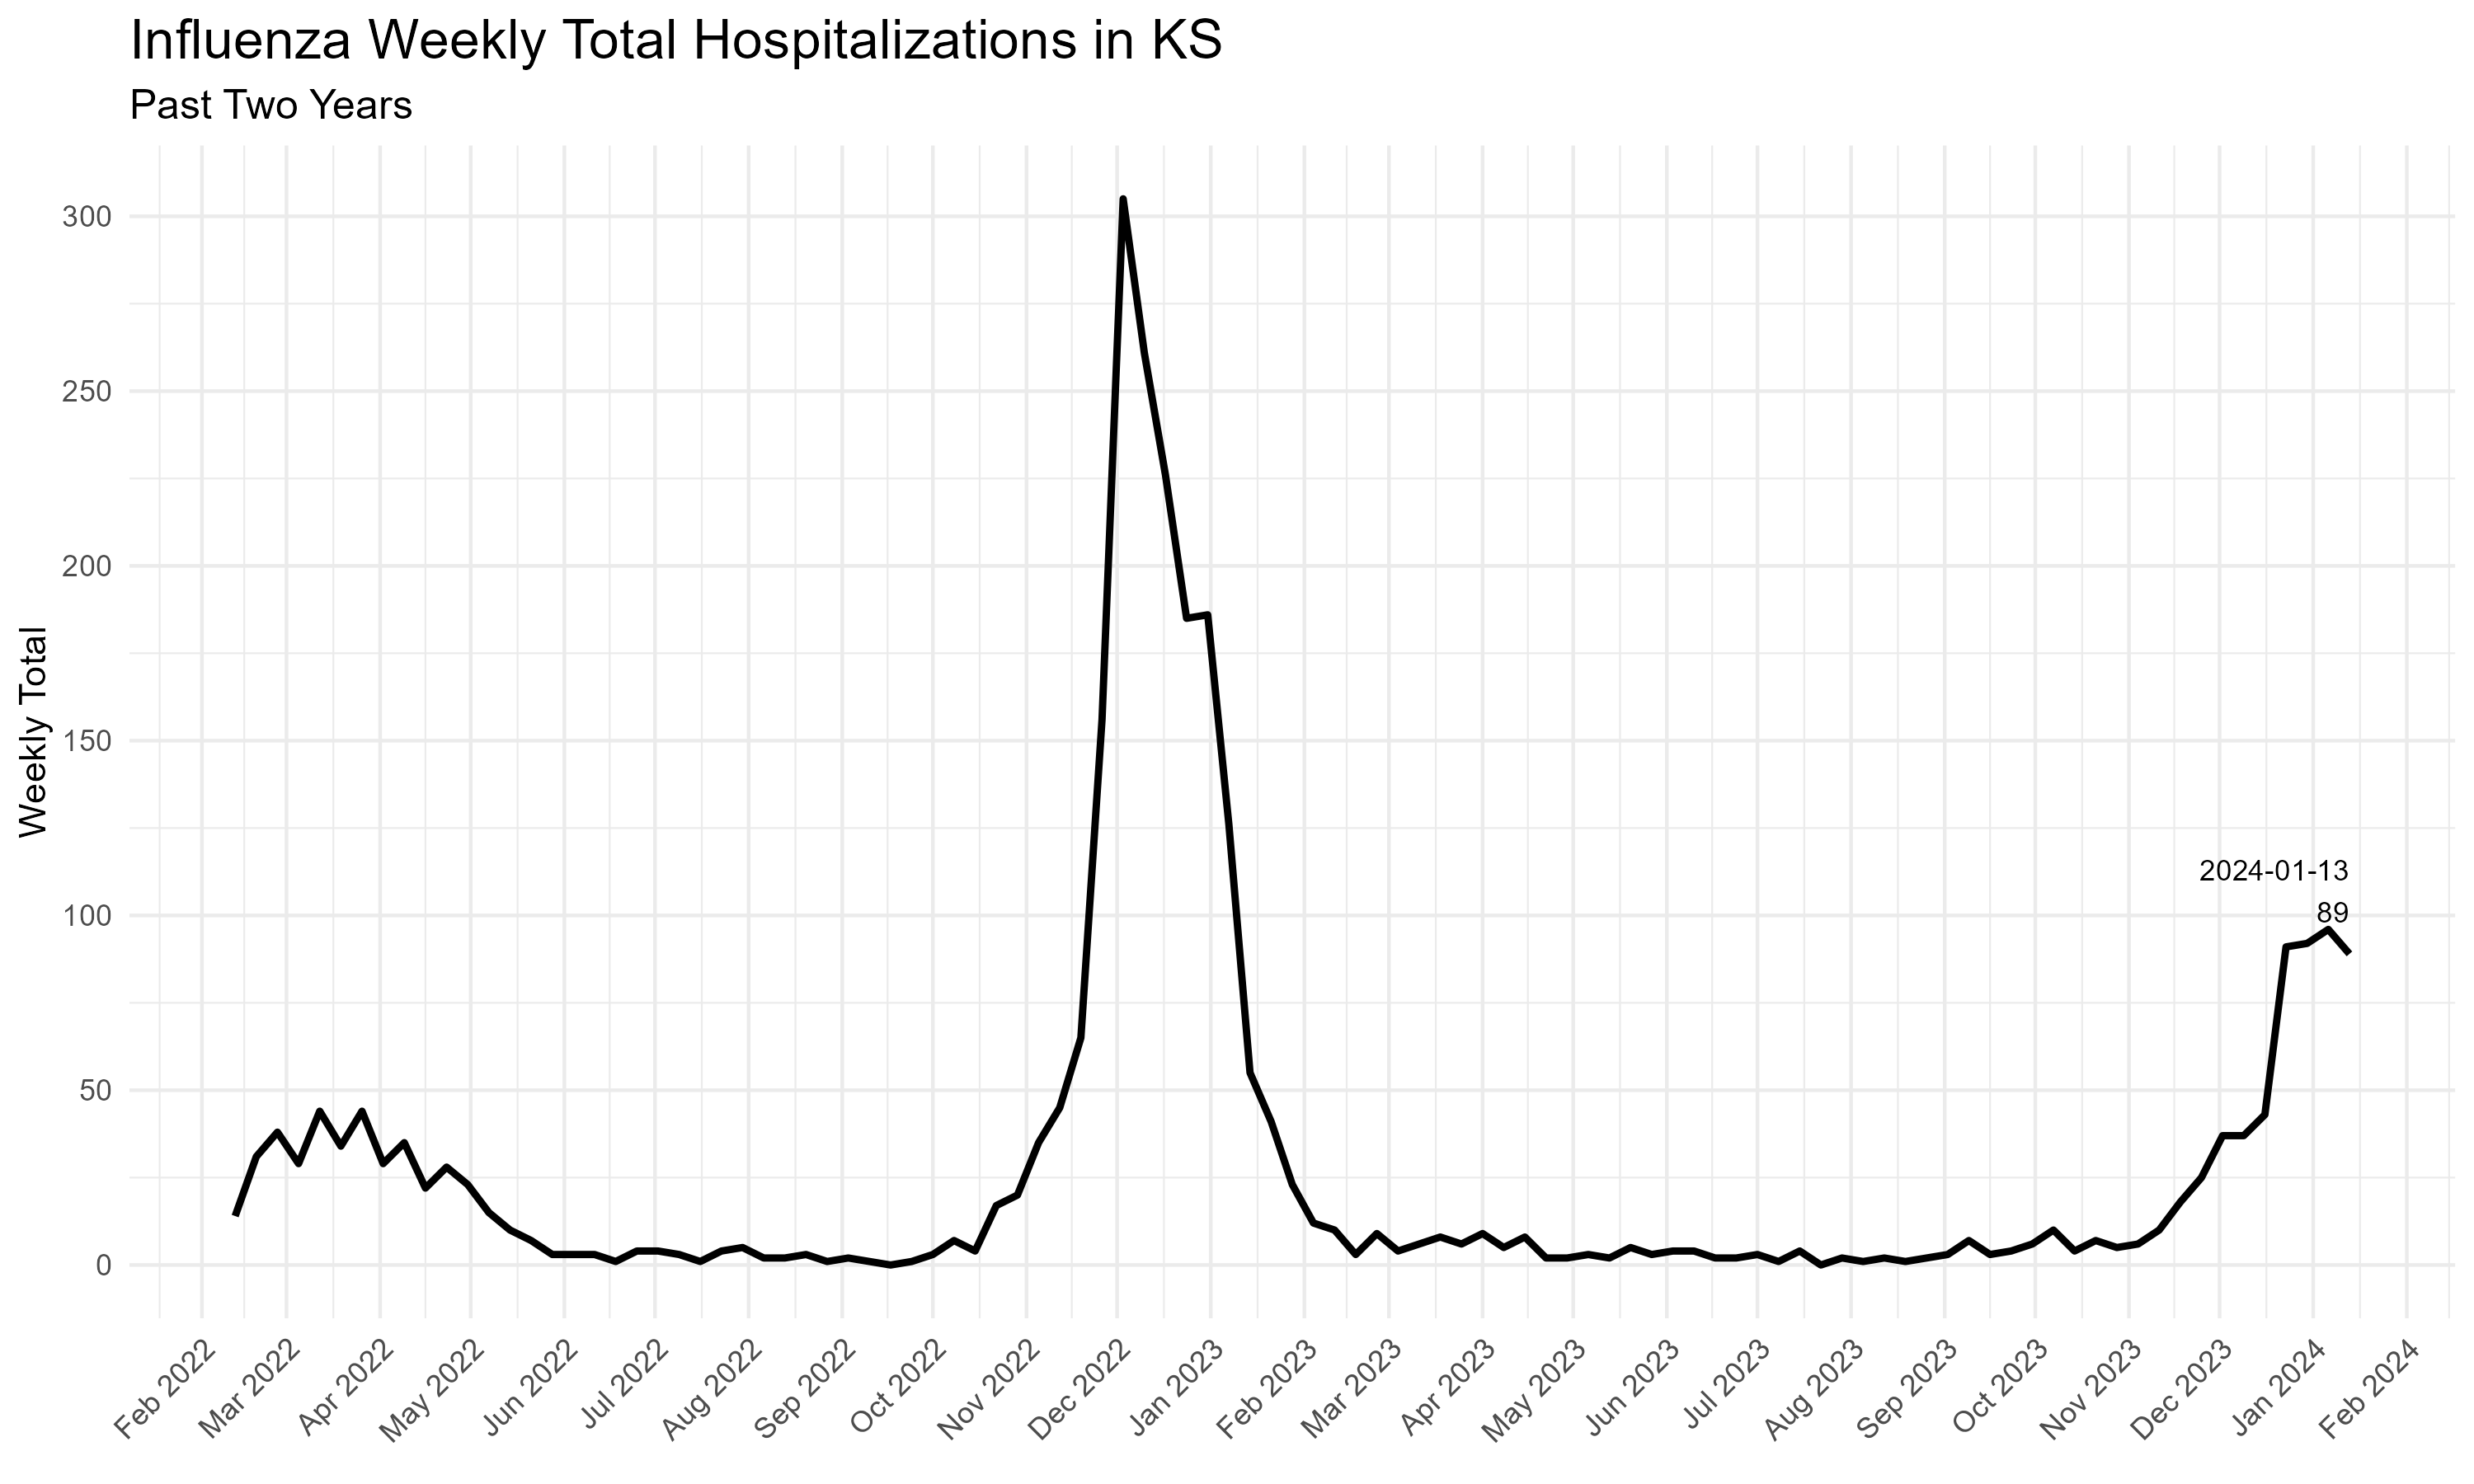 Influenza Weekly Total Hospitalizations in KS
Past Two Years
Weekly Total
300
250
200
150
100
50
0
2024-01-13
89
Feb 2022
Mar 2022
Apr 2022
May 2022
Jun 2022
Jul 2022
Aug 2022
Sep 2022
Oct 2022
Nov 2022
Dec 2022
Jan 2023
Feb 2023
Mar 2023
Apr 2023
May 2023
Jun 2023
Jul 2023
Aug 2023
Sep 2023
Oct 2023
Nov 2023
Dec 2023
Jan 2024
Feb 2024